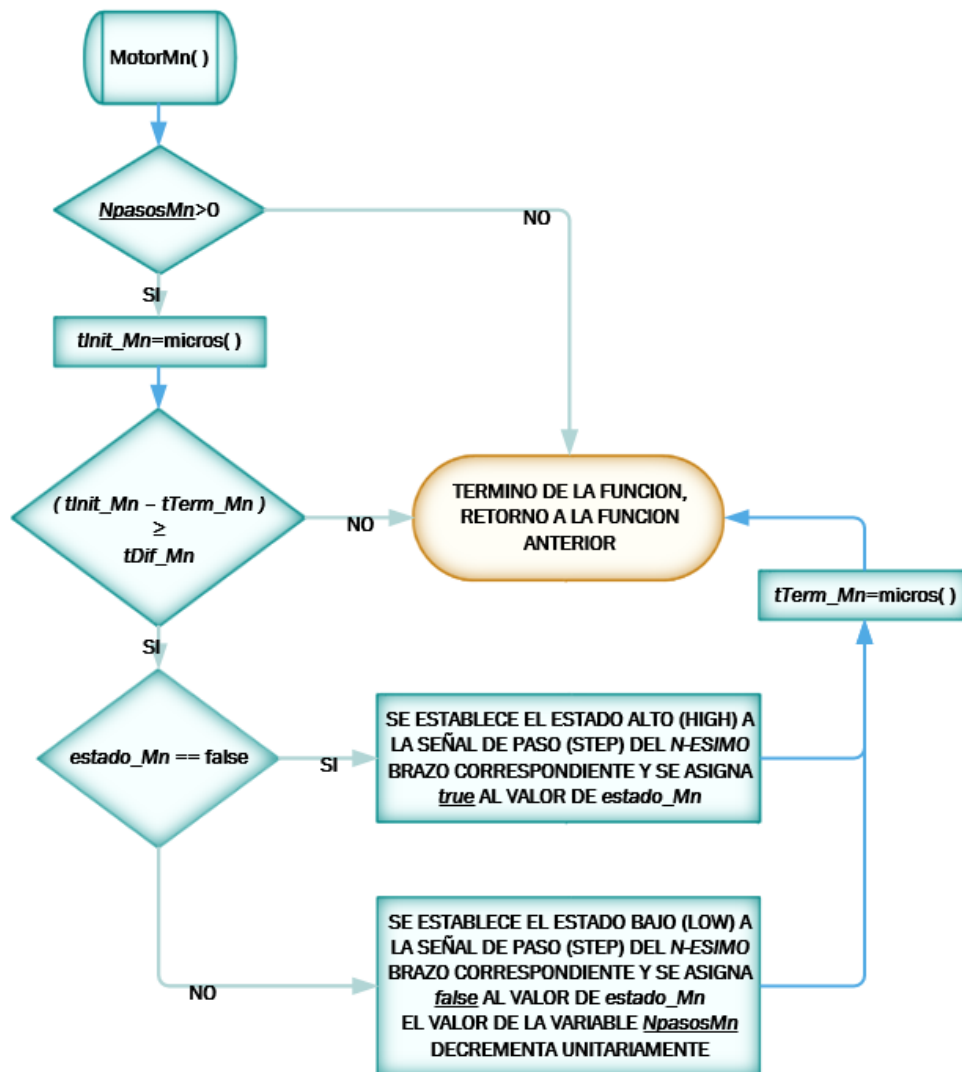 MotorMn( )
NpasosMn>0
NO
SI
tInit_Mn=micros( )
( tInit_Mn – tTerm_Mn )
≥
tDif_Mn
NO
TERMINO DE LA FUNCION,
RETORNO A LA FUNCION
ANTERIOR
tTerm_Mn=micros( )
SI
estado_Mn == false
SI
SE ESTABLECE EL ESTADO ALTO (HIGH) A
LA SEÑAL DE PASO (STEP) DEL N-ESIMO
BRAZO CORRESPONDIENTE Y SE ASIGNA
true AL VALOR DE estado_Mn
NO
SE ESTABLECE EL ESTADO BAJO (LOW) A
LA SEÑAL DE PASO (STEP) DEL N-ESIMO
BRAZO CORRESPONDIENTE Y SE ASIGNA
false AL VALOR DE estado_Mn
EL VALOR DE LA VARIABLE NpasosMn
DECREMENTA UNITARIAMENTE